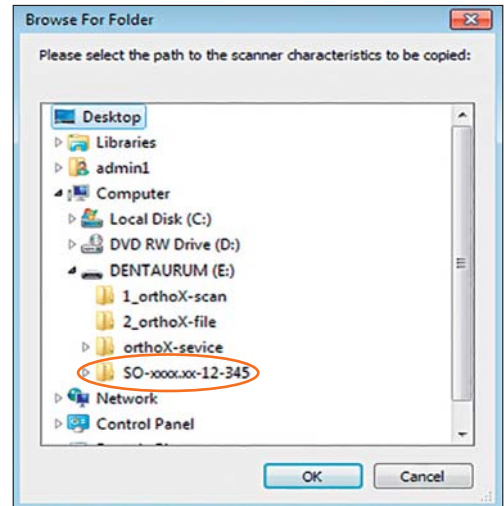 Browse For Folder
Please select the path to the scanner characteristics to be copied:
Desktop
Libraries
admin1
Computer
Local Disk (C:)
DVD RW Drive (D:)
DENTAURUM (E:)
1_orthoX-scan
2_orthoX-file
orthoX-sevice
SO-xxxx.xx-12-345
Network
Control Panel
OK
Cancel